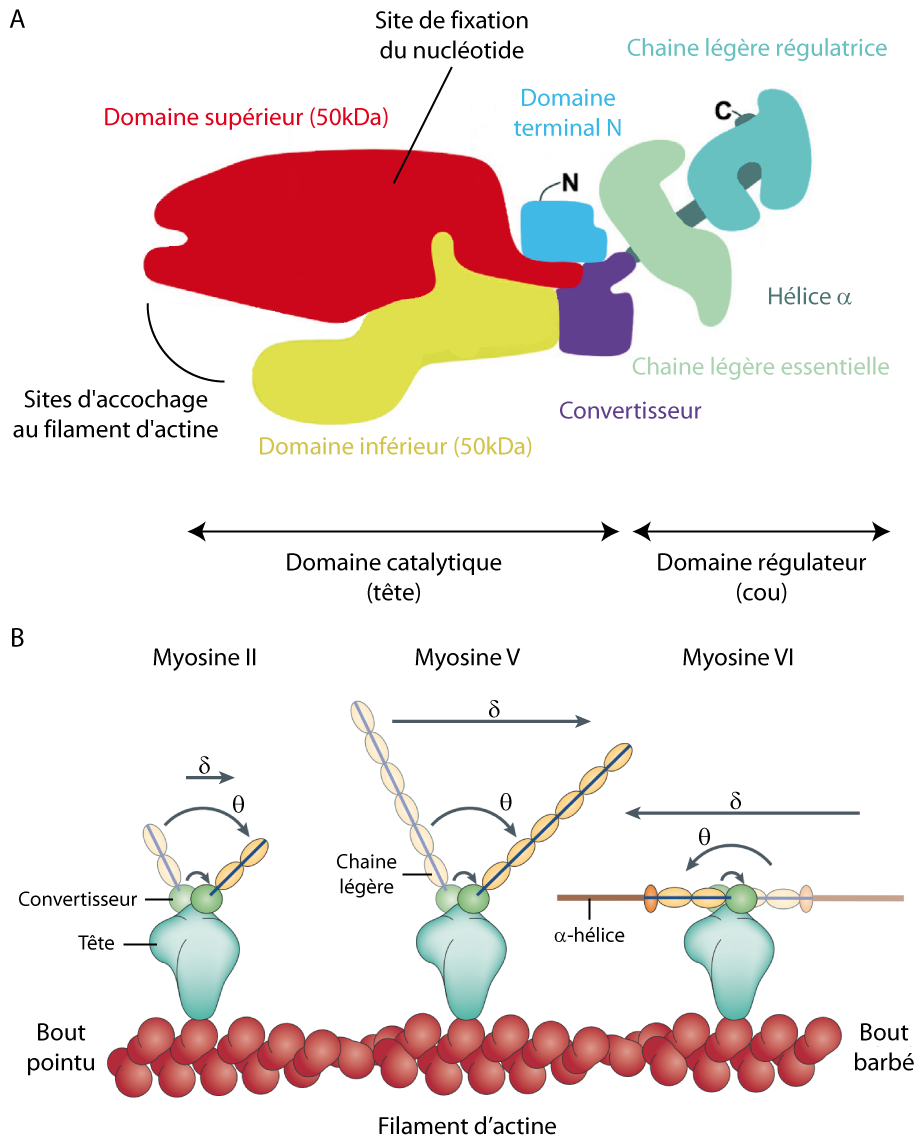 A
Site de fixation
du nucléotide
Chaine légère régulatrice
Domaine supérieur (50kDa)
Domaine
terminal N
C
N
Hélice α
Sites d'accochage
au filament d'actine
Chaine légère essentielle
Convertisseur
Domaine inférieur (50kDa)
Domaine catalytique
(tête)
Domaine régulateur
(cou)
B
Myosine II
Myosine V
Myosine VI
δ
θ
δ
θ
δ
θ
Chaine
légère
Convertisseur
Tête
α-hélice
Bout
pointu
Bout
barbé
Filament d’actine